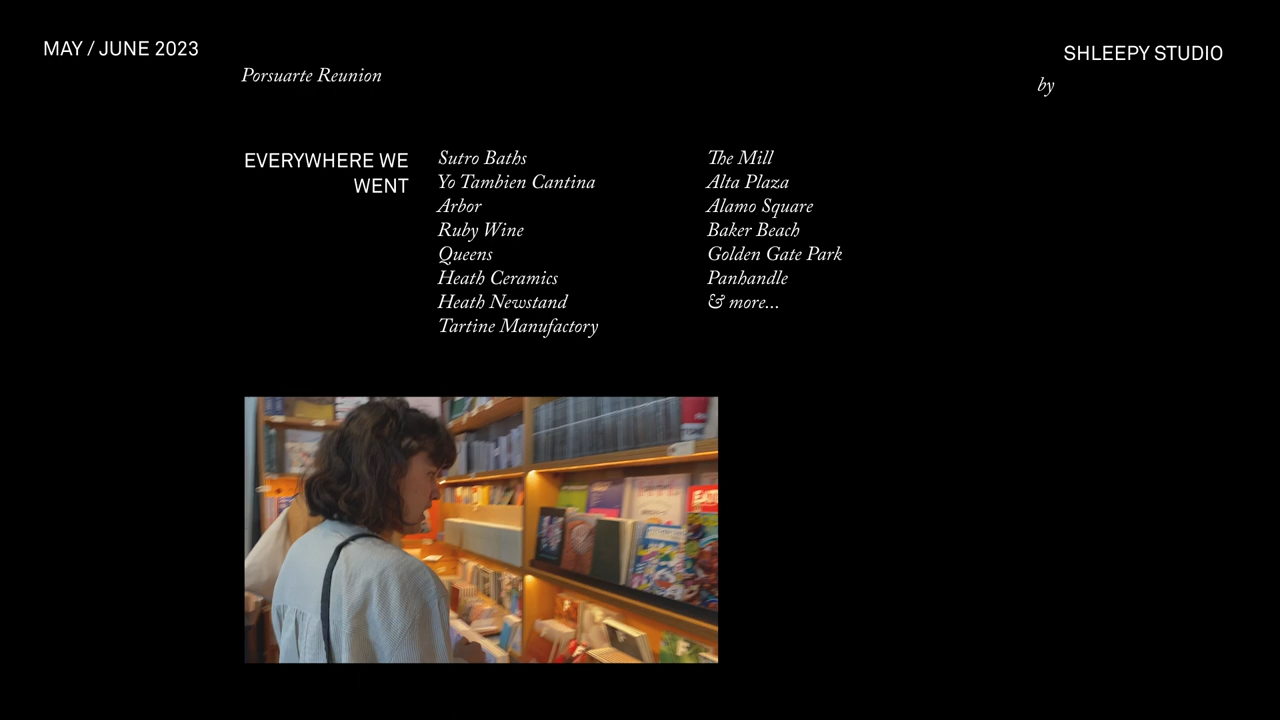 MAY / JUNE 2023
Porsuarte Reunion
SHLEEPY STUDIO
by
EVERYWHERE WE
WENT
Sutro Baths
Yo Tambien Cantina
Arbor
Ruby Wine
Queens
Heath Ceramics
Heath Newstand
Tartine Manufactory
The Mill
Alta Plaza
Alamo Square
Baker Beach
Golden Gate Park
Panhandle
& more...